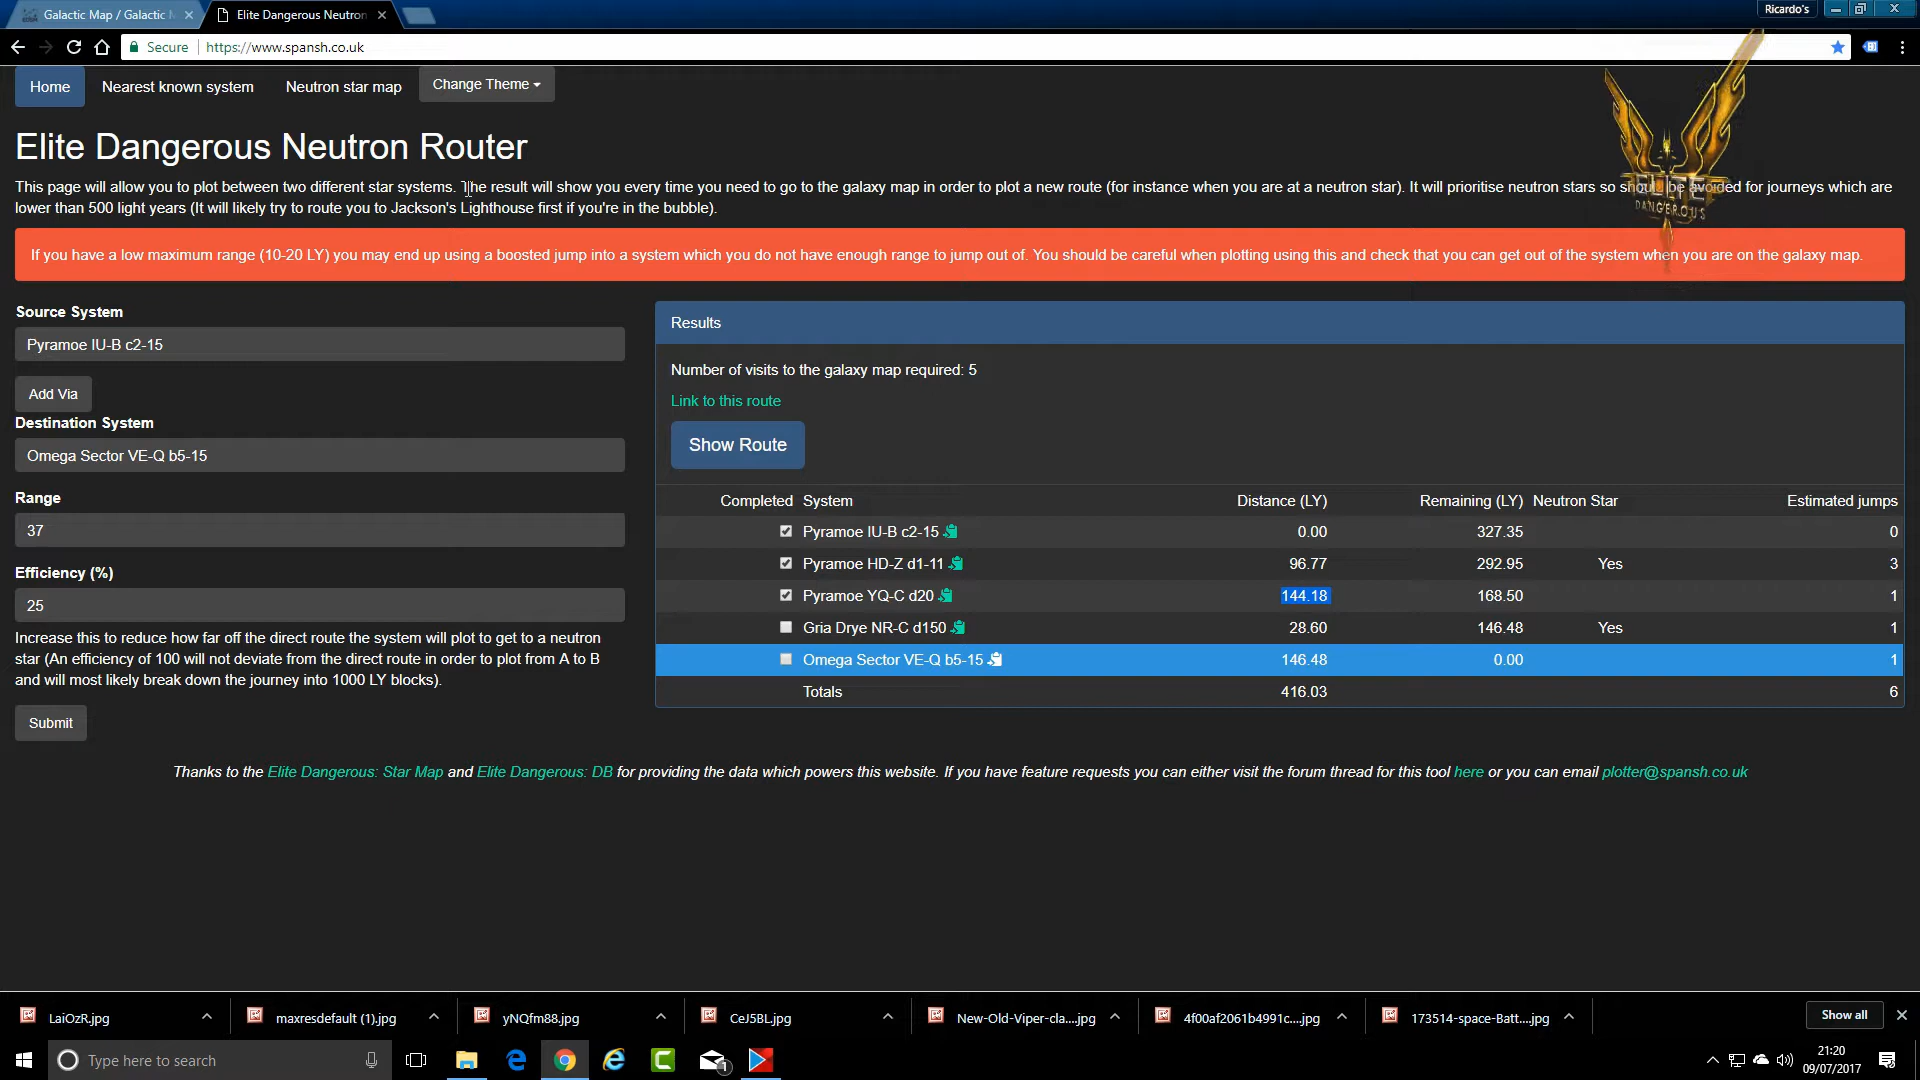 Galactic Map / Galactic
Elite Dangerous Neutron
Ricardo's
Secure
https://www.spansh.co.uk
Home
Nearest known system
Neutron star map
Change Theme
Elite Dangerous Neutron Router
This page will allow you to plot between two different star systems. The result will show you every time you need to go to the galaxy map in order to plot a new route (for instance when you are at a neutron star). It will prioritise neutron stars so should be avoided for journeys which are
lower than 500 light years (It will likely try to route you to Jackson's Lighthouse first if you're in the bubble).
ELITE
DANGEROUS
If you have a low maximum range (10-20 LY) you may end up using a boosted jump into a system which you do not have enough range to jump out of. You should be careful when plotting using this and check that you can get out of the system when you are on the galaxy map.
Source System
Pyramoe IU-B c2-15
Add Via
Destination System
Omega Sector VE-Q b5-15
Range
37
Efficiency (%)
25
Increase this to reduce how far off the direct route the system will plot to get to a neutron
star (An efficiency of 100 will not deviate from the direct route in order to plot from A to B
and will most likely break down the journey into 1000 LY blocks).
Submit
Results
Number of visits to the galaxy map required: 5
Link to this route
Show Route
Completed System Distance (LY) Remaining (LY) Neutron Star Estimated jumps
Pyramoe IU-B c2-15 0.00 327.35 0
Pyramoe HD-Z d1-11 96.77 292.95 Yes 3
Pyramoe YQ-C d20 144.18 168.50 1
Gria Drye NR-C d150 28.60 146.48 Yes 1
Omega Sector VE-Q b5-15 146.48 0.00 1
Totals 416.03 6
Thanks to the Elite Dangerous: Star Map and Elite Dangerous: DB for providing the data which powers this website. If you have feature requests you can either visit the forum thread for this tool here or you can email plotter@spansh.co.uk
LaiOzR.jpg
maxresdefault (1).jpg
yNQfm88.jpg
CeJ5BL.jpg
New-Old-Viper-cla....jpg
4f00af2061b4991c....jpg
173514-space-Batt....jpg
Show all
Type here to search
1
21:20
09/07/2017